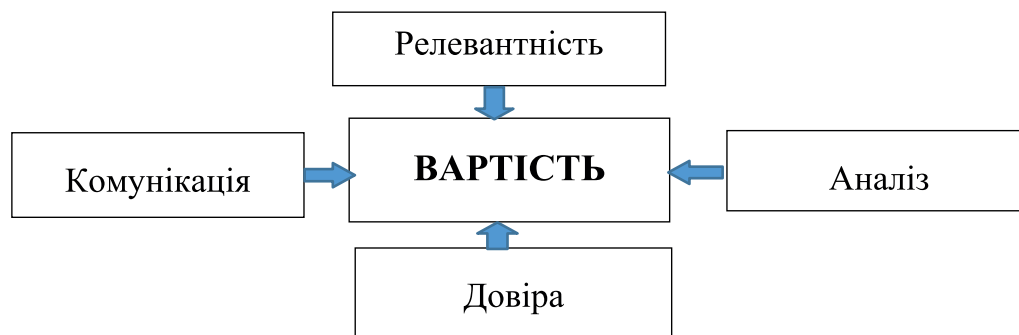 Релевантність
Комунікація
ВАРТІСТЬ
Аналіз
Довіра